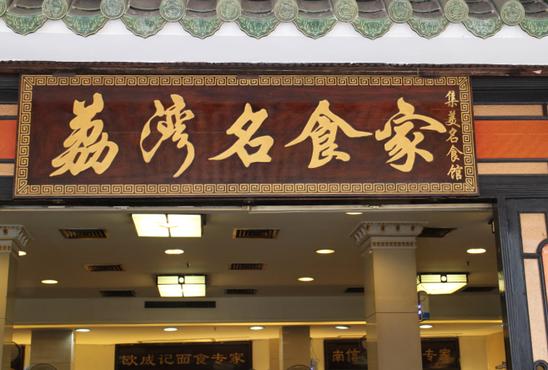 荔湾名食家
集美名食馆
欧成记面食专家
南信
专家